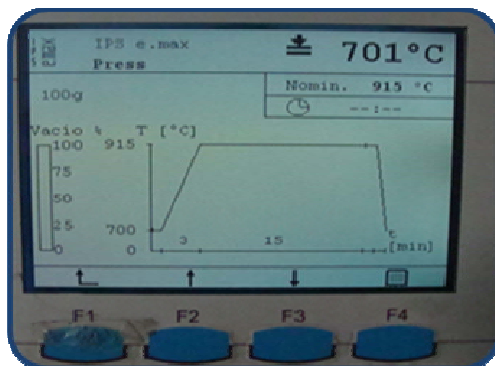 IPS e.max
Press
701°C
Nomin. 915 °C
--:--
100g
Vacio % T [°C]
100 915
75
50
25 700
0 0
3 15
t
[min]
F1 F2 F3 F4